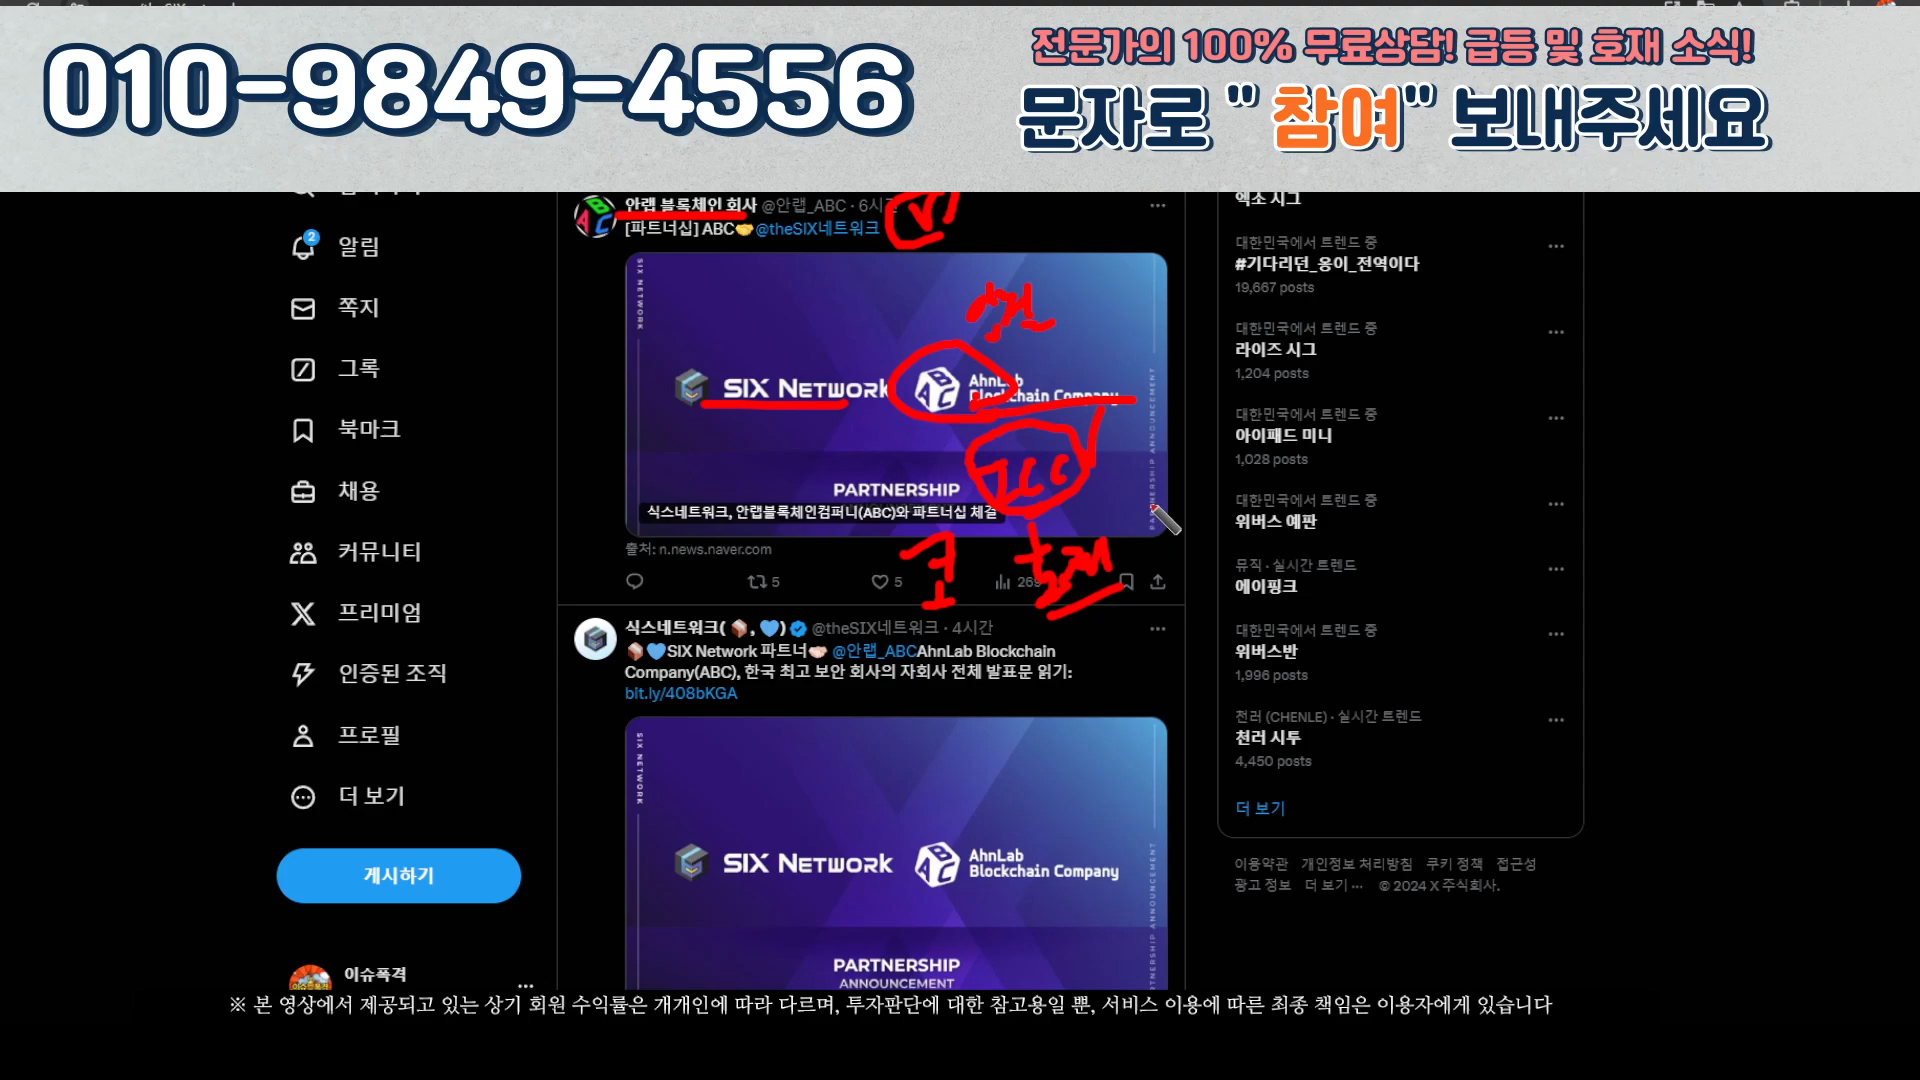 010-9849-4556
전문가의 100% 무료상담! 급등 및 호재 소식!
문자로 " 참여" 보내주세요
알림
2
쪽지
그록
북마크
채용
커뮤니티
프리미엄
인증된 조직
프로필
더 보기
게시하기
이슈폭격
안랩 블록체인 회사 @안랩_ABC · 6시간
[파트너십] ABC🤝@theSIX네트워크
SIX NETWORK
SIX NETWORK
AhnLab
Blockchain Company
PARTNERSHIP ANNOUNCEMENT
PARTNERSHIP
식스네트워크, 안랩블록체인컴퍼니(ABC)와 파트너십 체결
출처: n.news.naver.com
5
5
호재
식스네트워크( 📦, 💙) @theSIX네트워크 · 4시간
📦💙SIX Network 파트너🤝 @안랩_ABCAhnLab Blockchain
Company(ABC), 한국 최고 보안 회사의 자회사 전체 발표문 읽기:
bit.ly/408bKGA
SIX NETWORK
SIX NETWORK
AhnLab
Blockchain Company
PARTNERSHIP ANNOUNCEMENT
PARTNERSHIP
ANNOUNCEMENT
엑소 시그
대한민국에서 트렌드 중
#기다리던_옹이_전역이다
19,667 posts
대한민국에서 트렌드 중
라이즈 시그
1,204 posts
대한민국에서 트렌드 중
아이패드 미니
1,028 posts
대한민국에서 트렌드 중
위버스 예판
뮤직 · 실시간 트렌드
에이핑크
대한민국에서 트렌드 중
위버스반
1,996 posts
천러 (CHENLE) · 실시간 트렌드
천러 시투
4,450 posts
더 보기
이용약관 개인정보 처리방침 쿠키 정책 접근성
광고 정보 더 보기 ··· © 2024 X 주식회사.
※ 본 영상에서 제공되고 있는 상기 회원 수익률은 개개인에 따라 다르며, 투자판단에 대한 참고용일 뿐, 서비스 이용에 따른 최종 책임은 이용자에게 있습니다